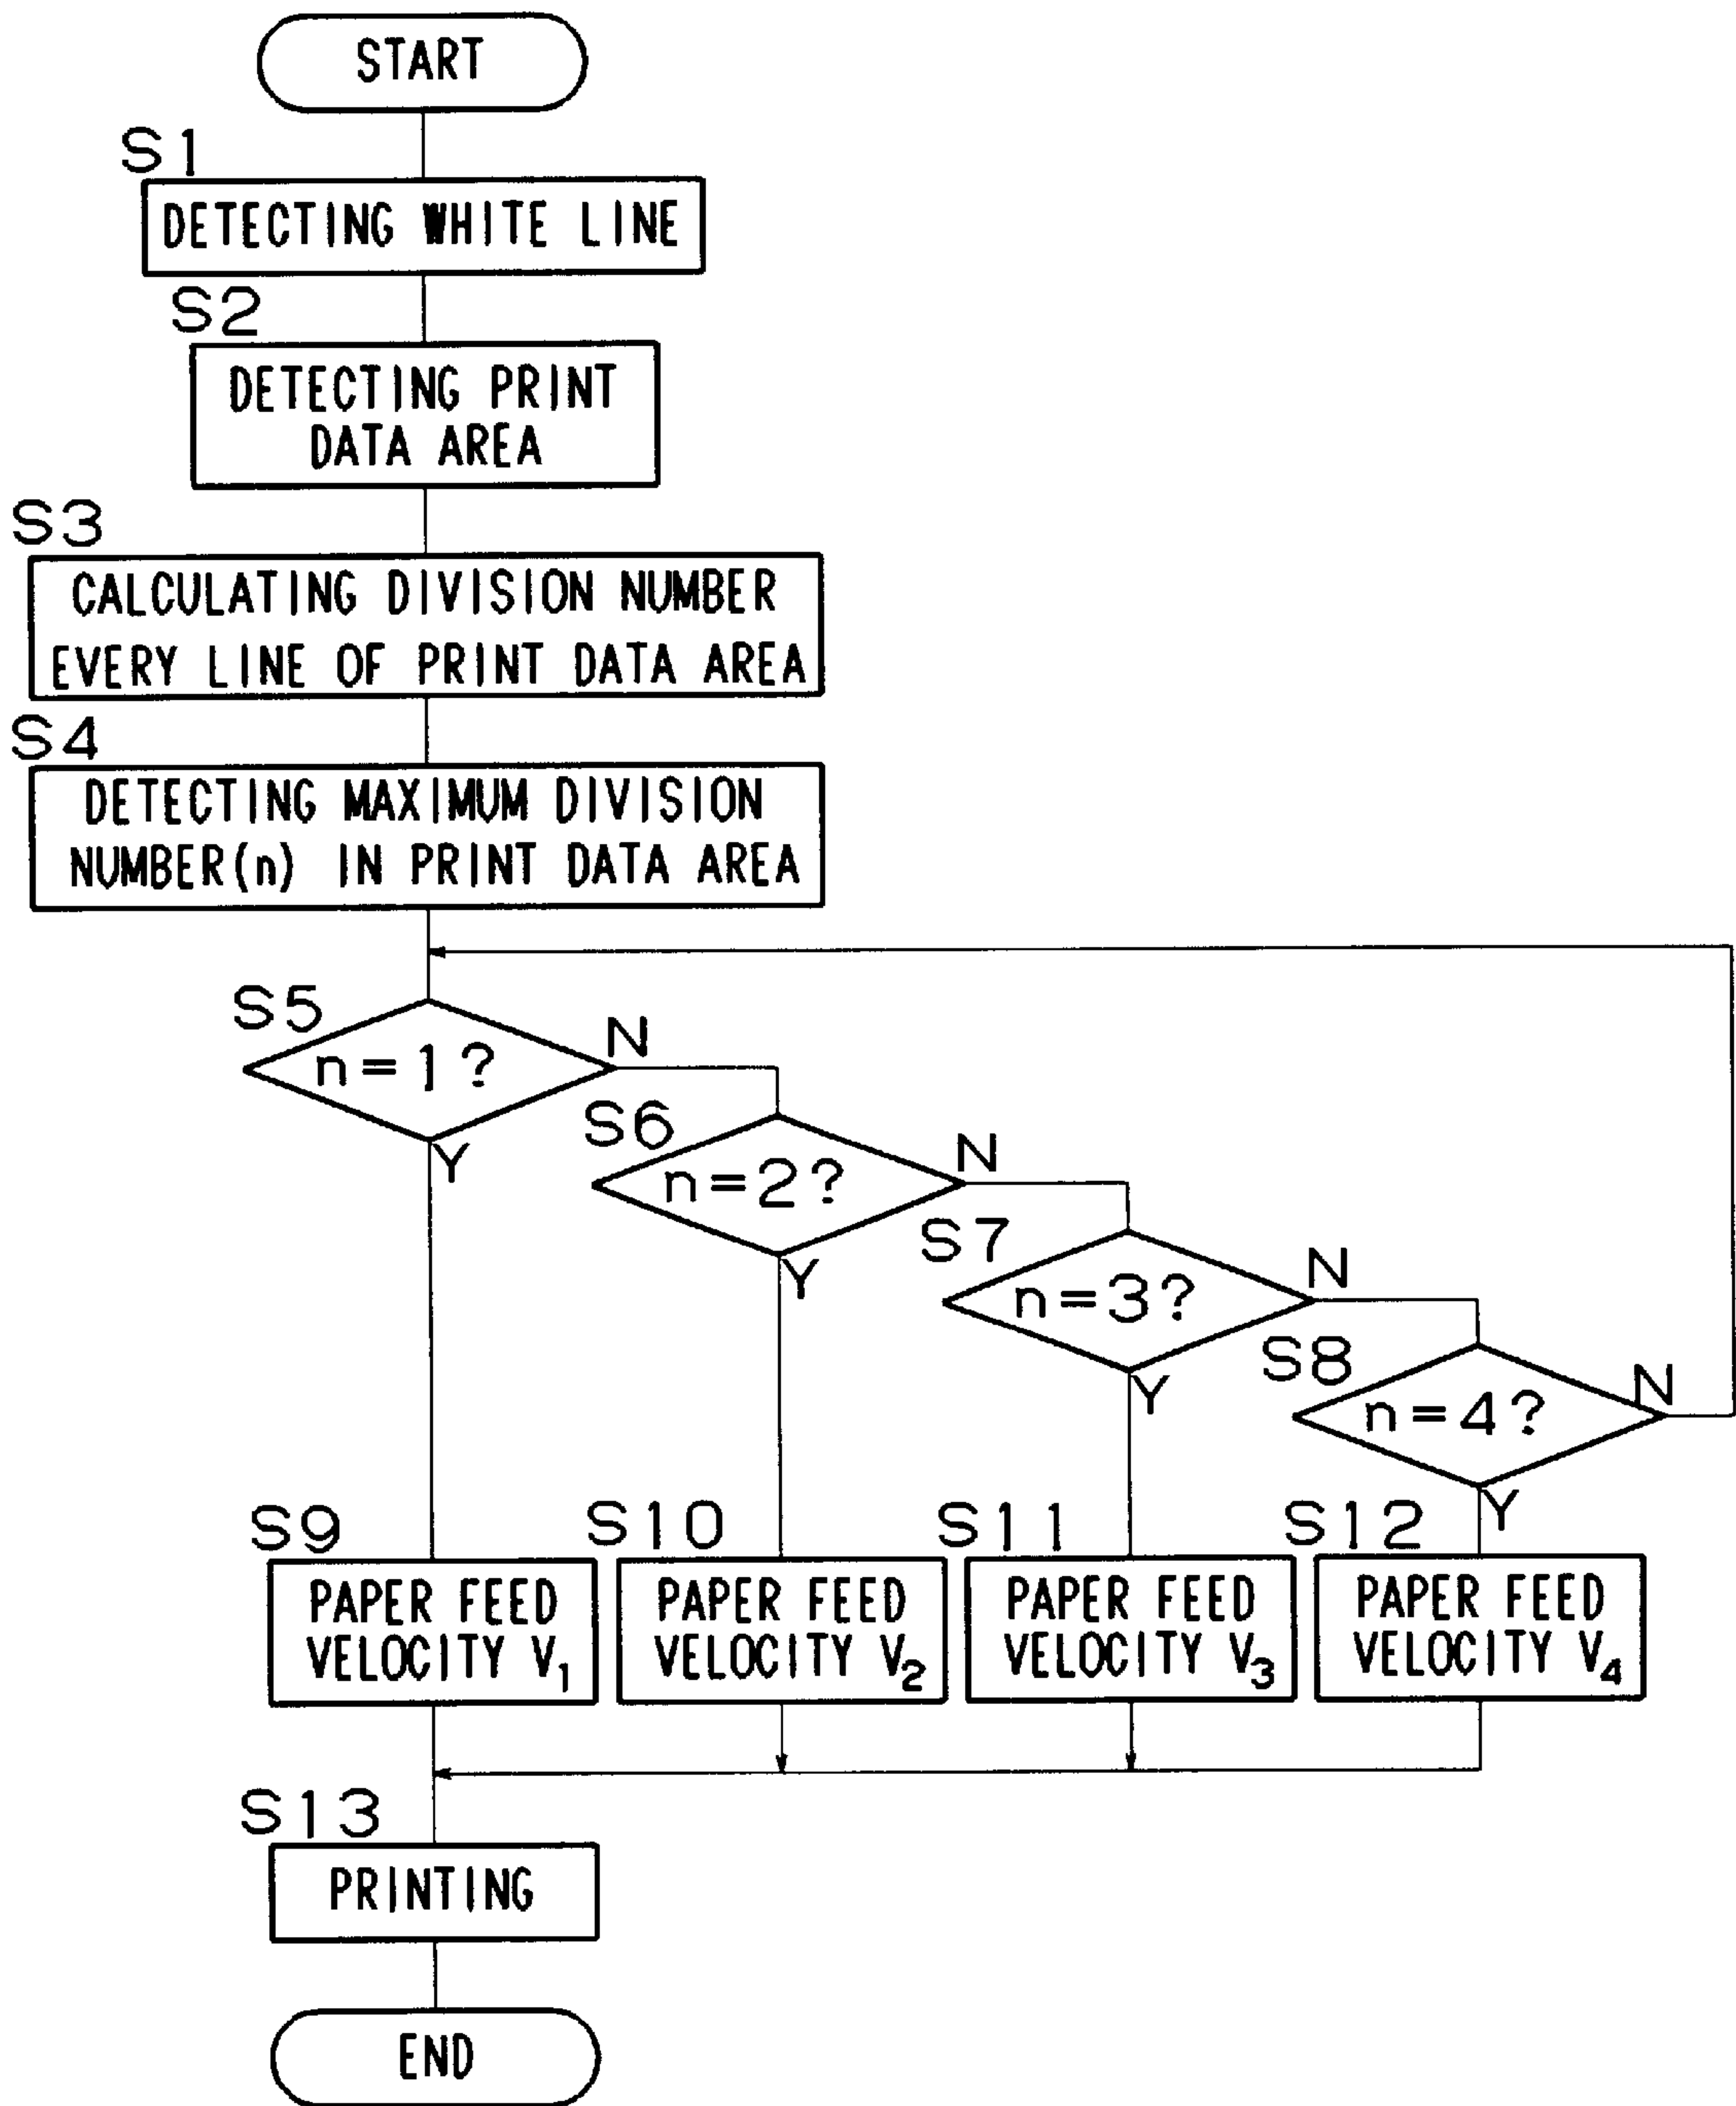 START
S1
DETECTING WHITE LINE
S2
DETECTING PRINT
DATA AREA
S3
CALCULATING DIVISION NUMBER
EVERY LINE OF PRINT DATA AREA
S4
DETECTING MAXIMUM DIVISION
NUMBER(n) IN PRINT DATA AREA
S5
n=1?
N
Y
S6
n=2?
N
Y
S7
n=3?
N
Y
S8
n=4?
N
Y
S9
PAPER FEED
VELOCITY V₁
S10
PAPER FEED
VELOCITY V₂
S11
PAPER FEED
VELOCITY V₃
S12
PAPER FEED
VELOCITY V₄
S13
PRINTING
END